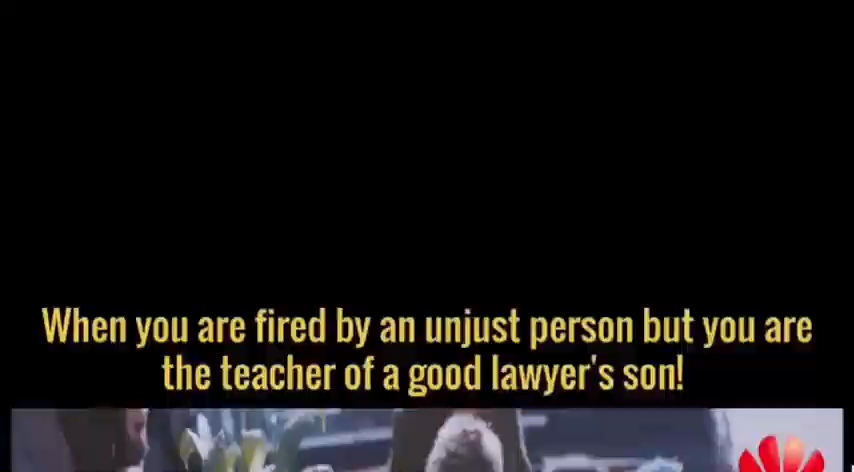 When you are fired by an unjust person but you are
the teacher of a good lawyer's son!